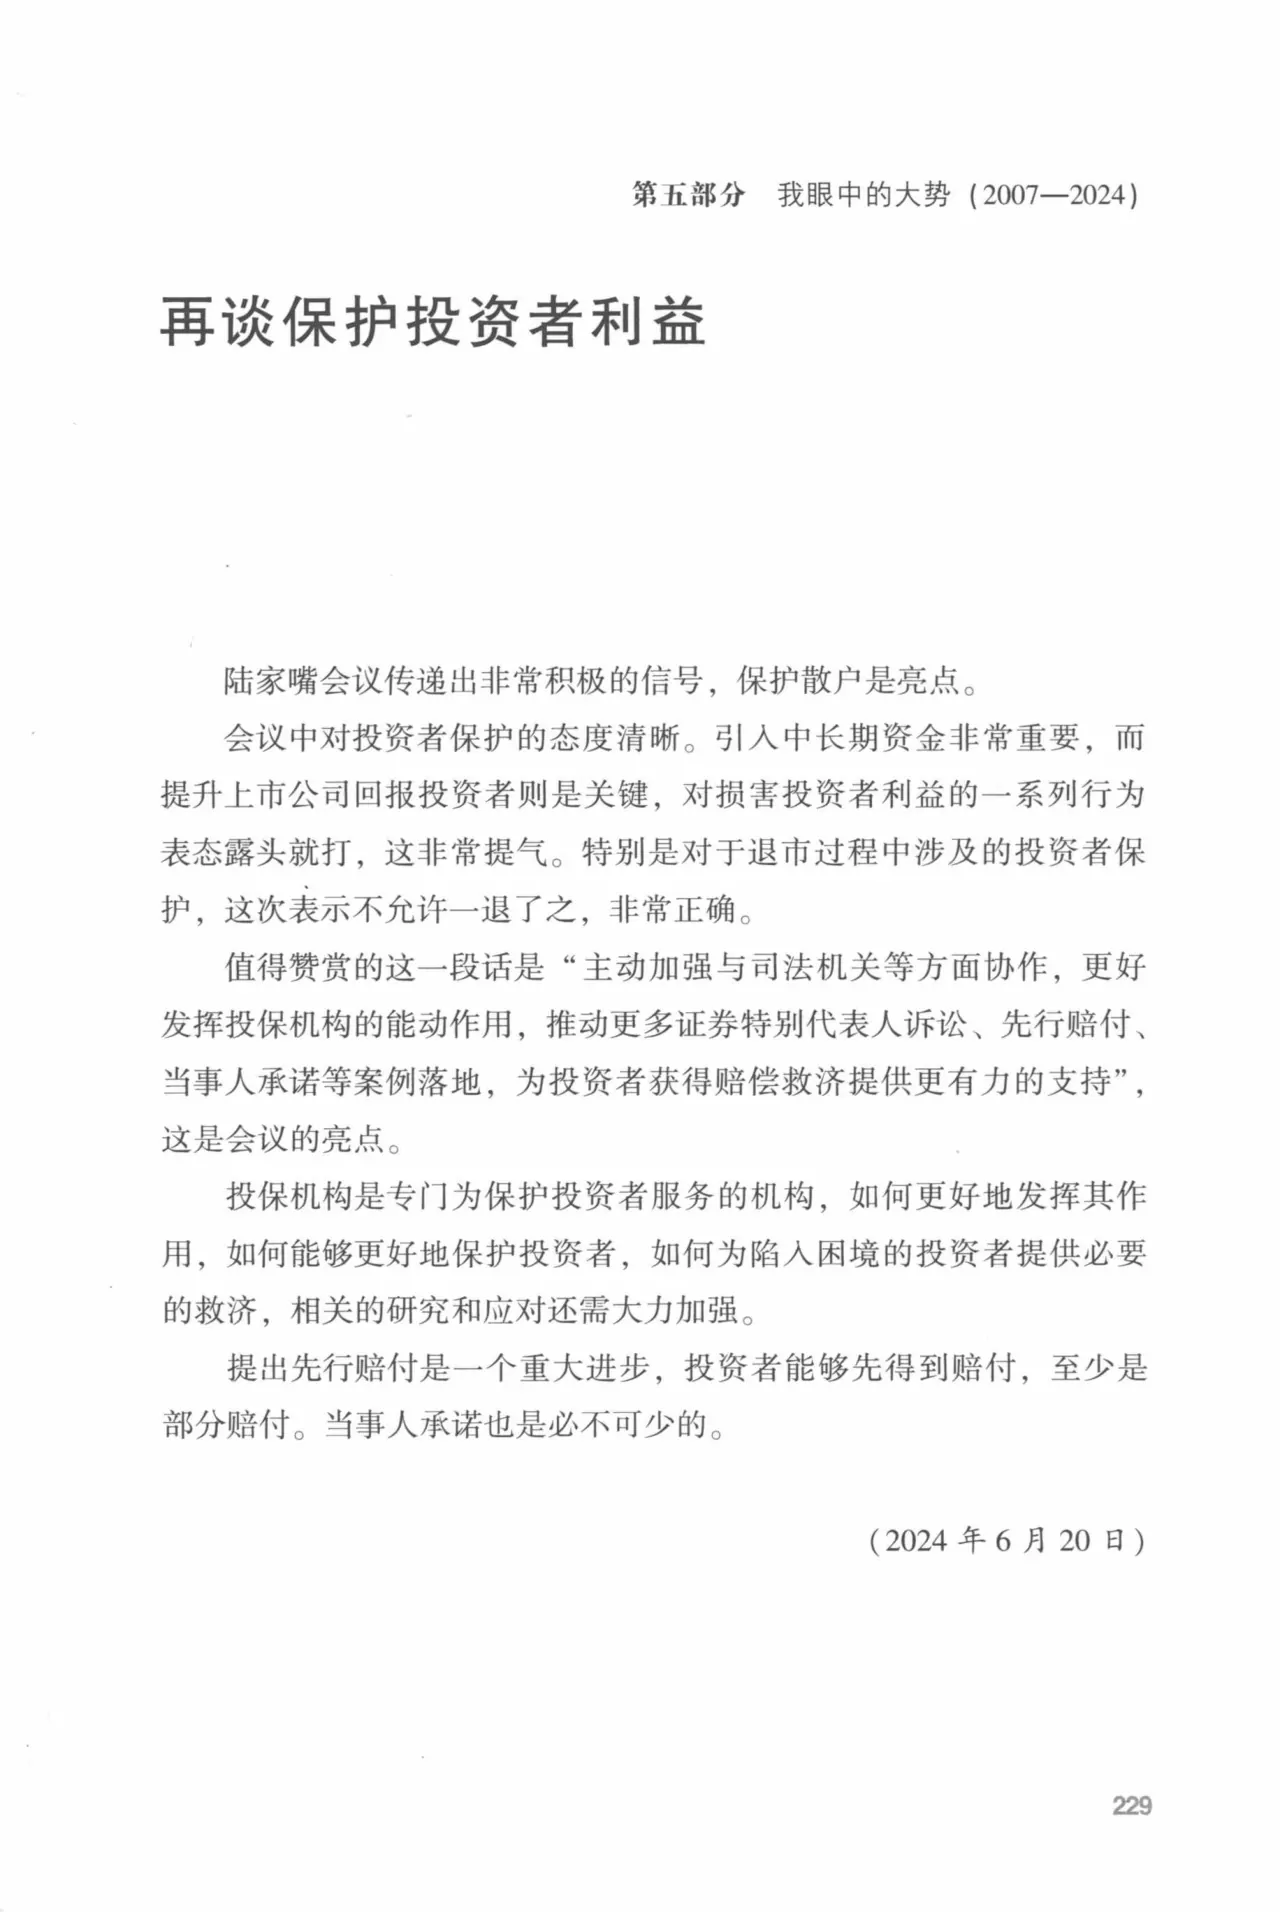 第五部分 我眼中的大势（2007—2024）
再谈保护投资者利益
陆家嘴会议传递出非常积极的信号，保护散户是亮点。
会议中对投资者保护的态度清晰。引入中长期资金非常重要，而
提升上市公司回报投资者则是关键，对损害投资者利益的一系列行为
表态露头就打，这非常提气。特别是对于退市过程中涉及的投资者保
护，这次表示不允许一退了之，非常正确。
值得赞赏的这一段话是“主动加强与司法机关等方面协作，更好
发挥投保机构的能动作用，推动更多证券特别代表人诉讼、先行赔付、
当事人承诺等案例落地，为投资者获得赔偿救济提供更有力的支持”，
这是会议的亮点。
投保机构是专门为保护投资者服务的机构，如何更好地发挥其作
用，如何能够更好地保护投资者，如何为陷入困境的投资者提供必要
的救济，相关的研究和应对还需大力加强。
提出先行赔付是一个重大进步，投资者能够先得到赔付，至少是
部分赔付。当事人承诺也是必不可少的。
（2024 年 6 月 20 日）
229